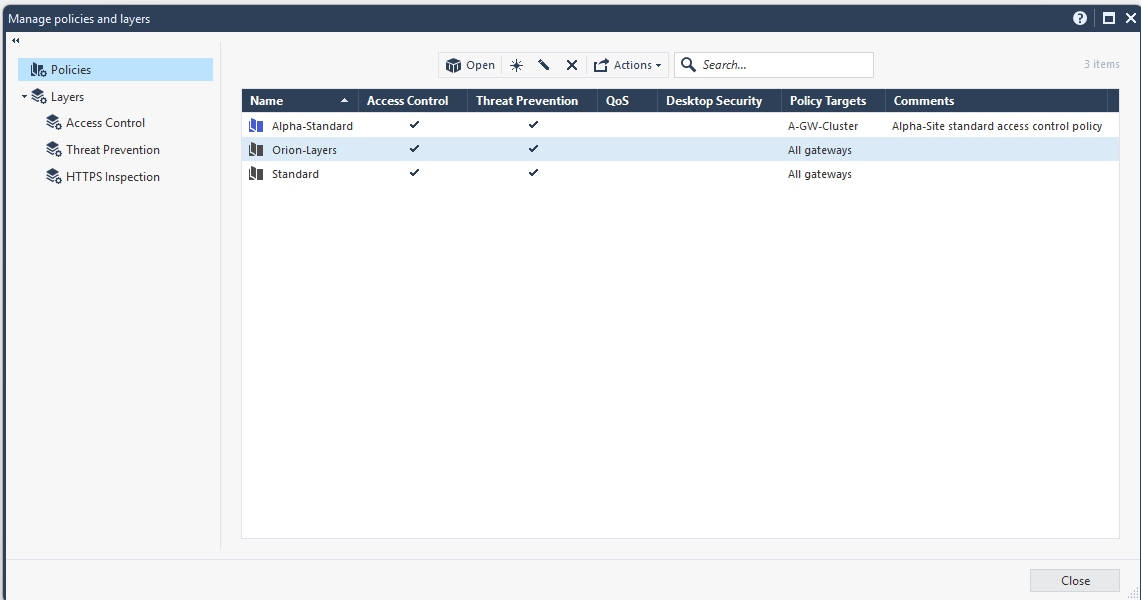 Manage policies and layers
Policies
Layers
Access Control
Threat Prevention
HTTPS Inspection
Open Actions Search... 3 items
Name Access Control Threat Prevention QoS Desktop Security Policy Targets Comments
Alpha-Standard A-GW-Cluster Alpha-Site standard access control policy
Orion-Layers All gateways
Standard All gateways
Close